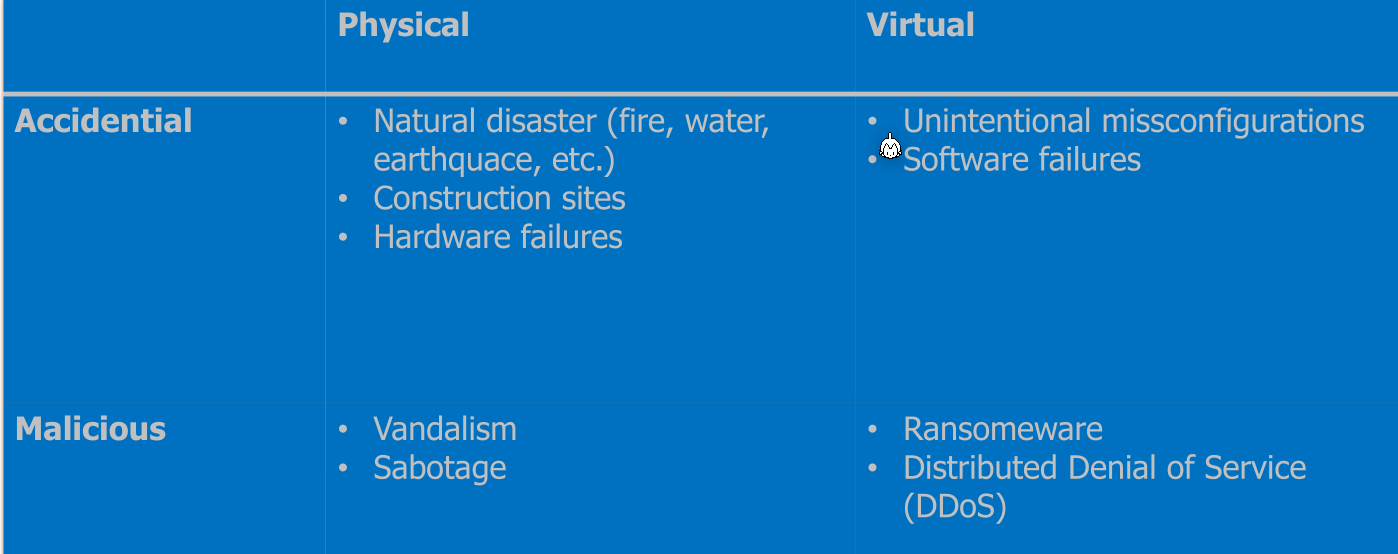 Physical
Virtual
Accidential
• Natural disaster (fire, water,
earthquace, etc.)
• Construction sites
• Hardware failures
• Unintentional missconfigurations
• Software failures
Malicious
• Vandalism
• Sabotage
• Ransomeware
• Distributed Denial of Service
(DDoS)